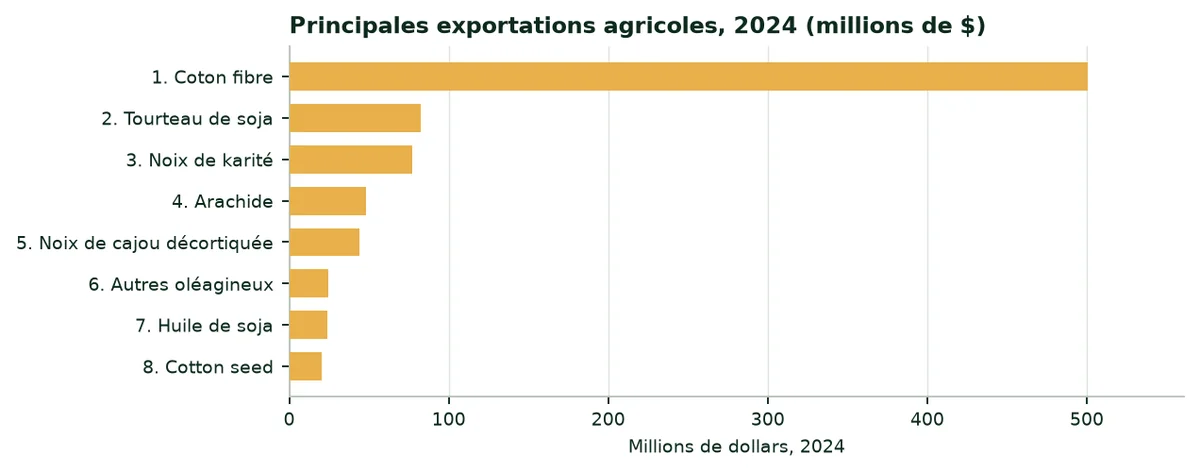 Principales exportations agricoles, 2024 (millions de $)
1. Coton fibre
2. Tourteau de soja
3. Noix de karité
4. Arachide
5. Noix de cajou décortiquée
6. Autres oléagineux
7. Huile de soja
8. Cotton seed
0 100 200 300 400 500
Millions de dollars, 2024